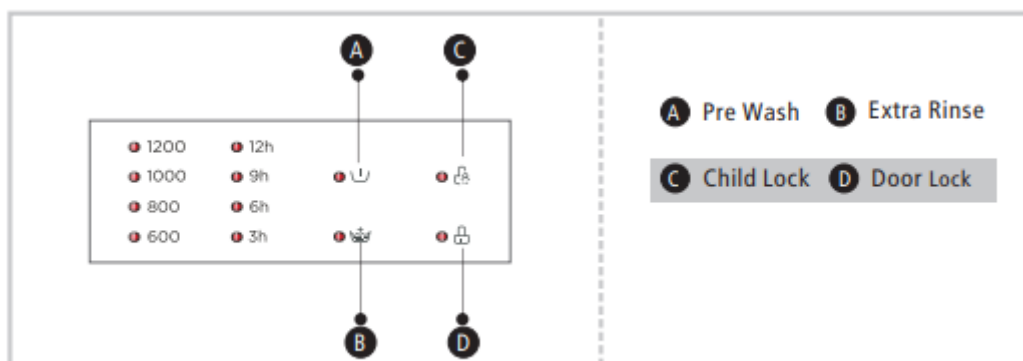 A C
1200 12h
1000 9h
800 6h
600 3h
B D
A Pre Wash B Extra Rinse
C Child Lock D Door Lock